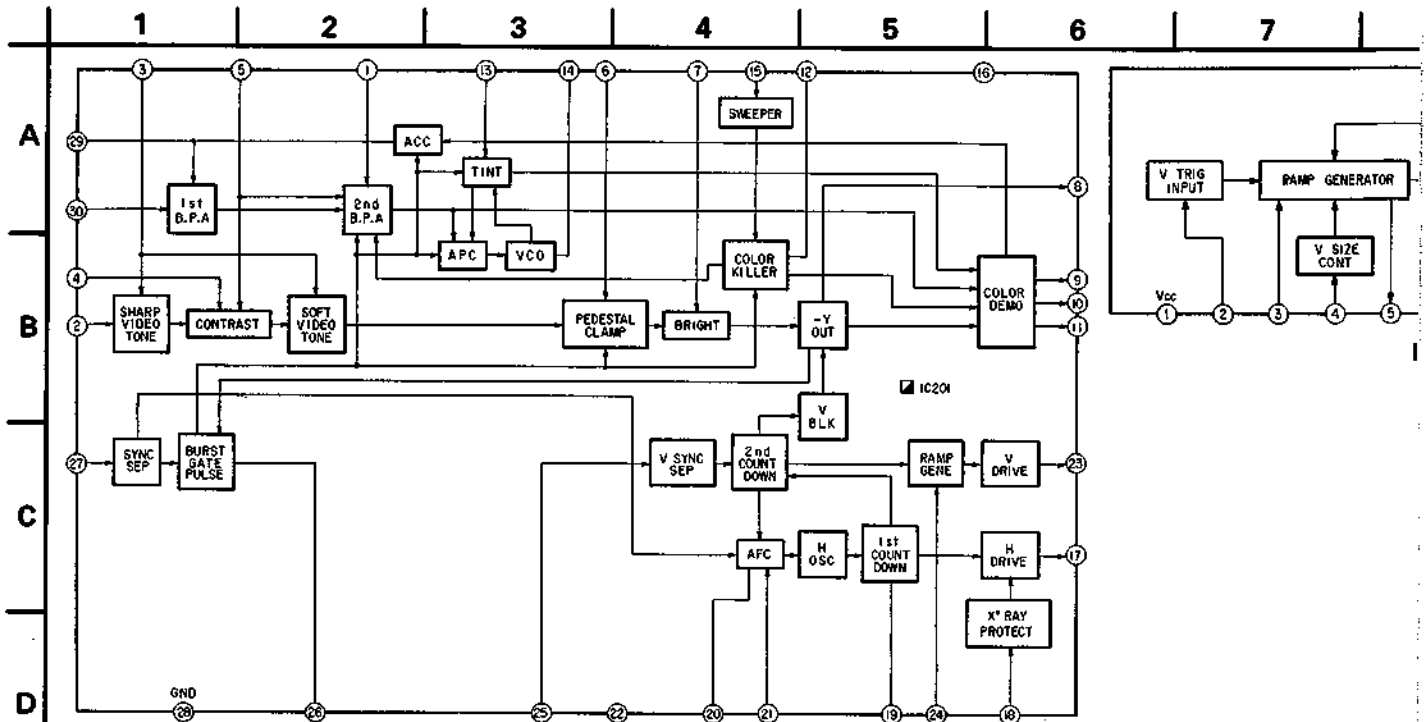 1 2 3 4 5 6 7
3 5 1 13 14 6 7 15 12 16
A
SWEEPER
29
ACC
TINT
V TRIG
INPUT
RAMP GENERATOR
8
30
1st
B.P.A
2nd
B.P.A
APC
VCO
COLOR
KILLER
V SIZE
CONT
4
9
COLOR
DEMO
10
B
2
SHARP
VIDEO
TONE
CONTRAST
SOFT
VIDEO
TONE
PEDESTAL
CLAMP
BRIGHT
-Y
OUT
11
Vcc
1 2 3 4 5
IC201
V
BLK
27
SYNC
SEP
BURST
GATE
PULSE
V SYNC
SEP
2nd
COUNT
DOWN
RAMP
GENE
V
DRIVE
23
C
AFC
H
OSC
1st
COUNT
DOWN
H
DRIVE
17
X* RAY
PROTECT
D
GND
28 26 25 22 20 21 19 24 18